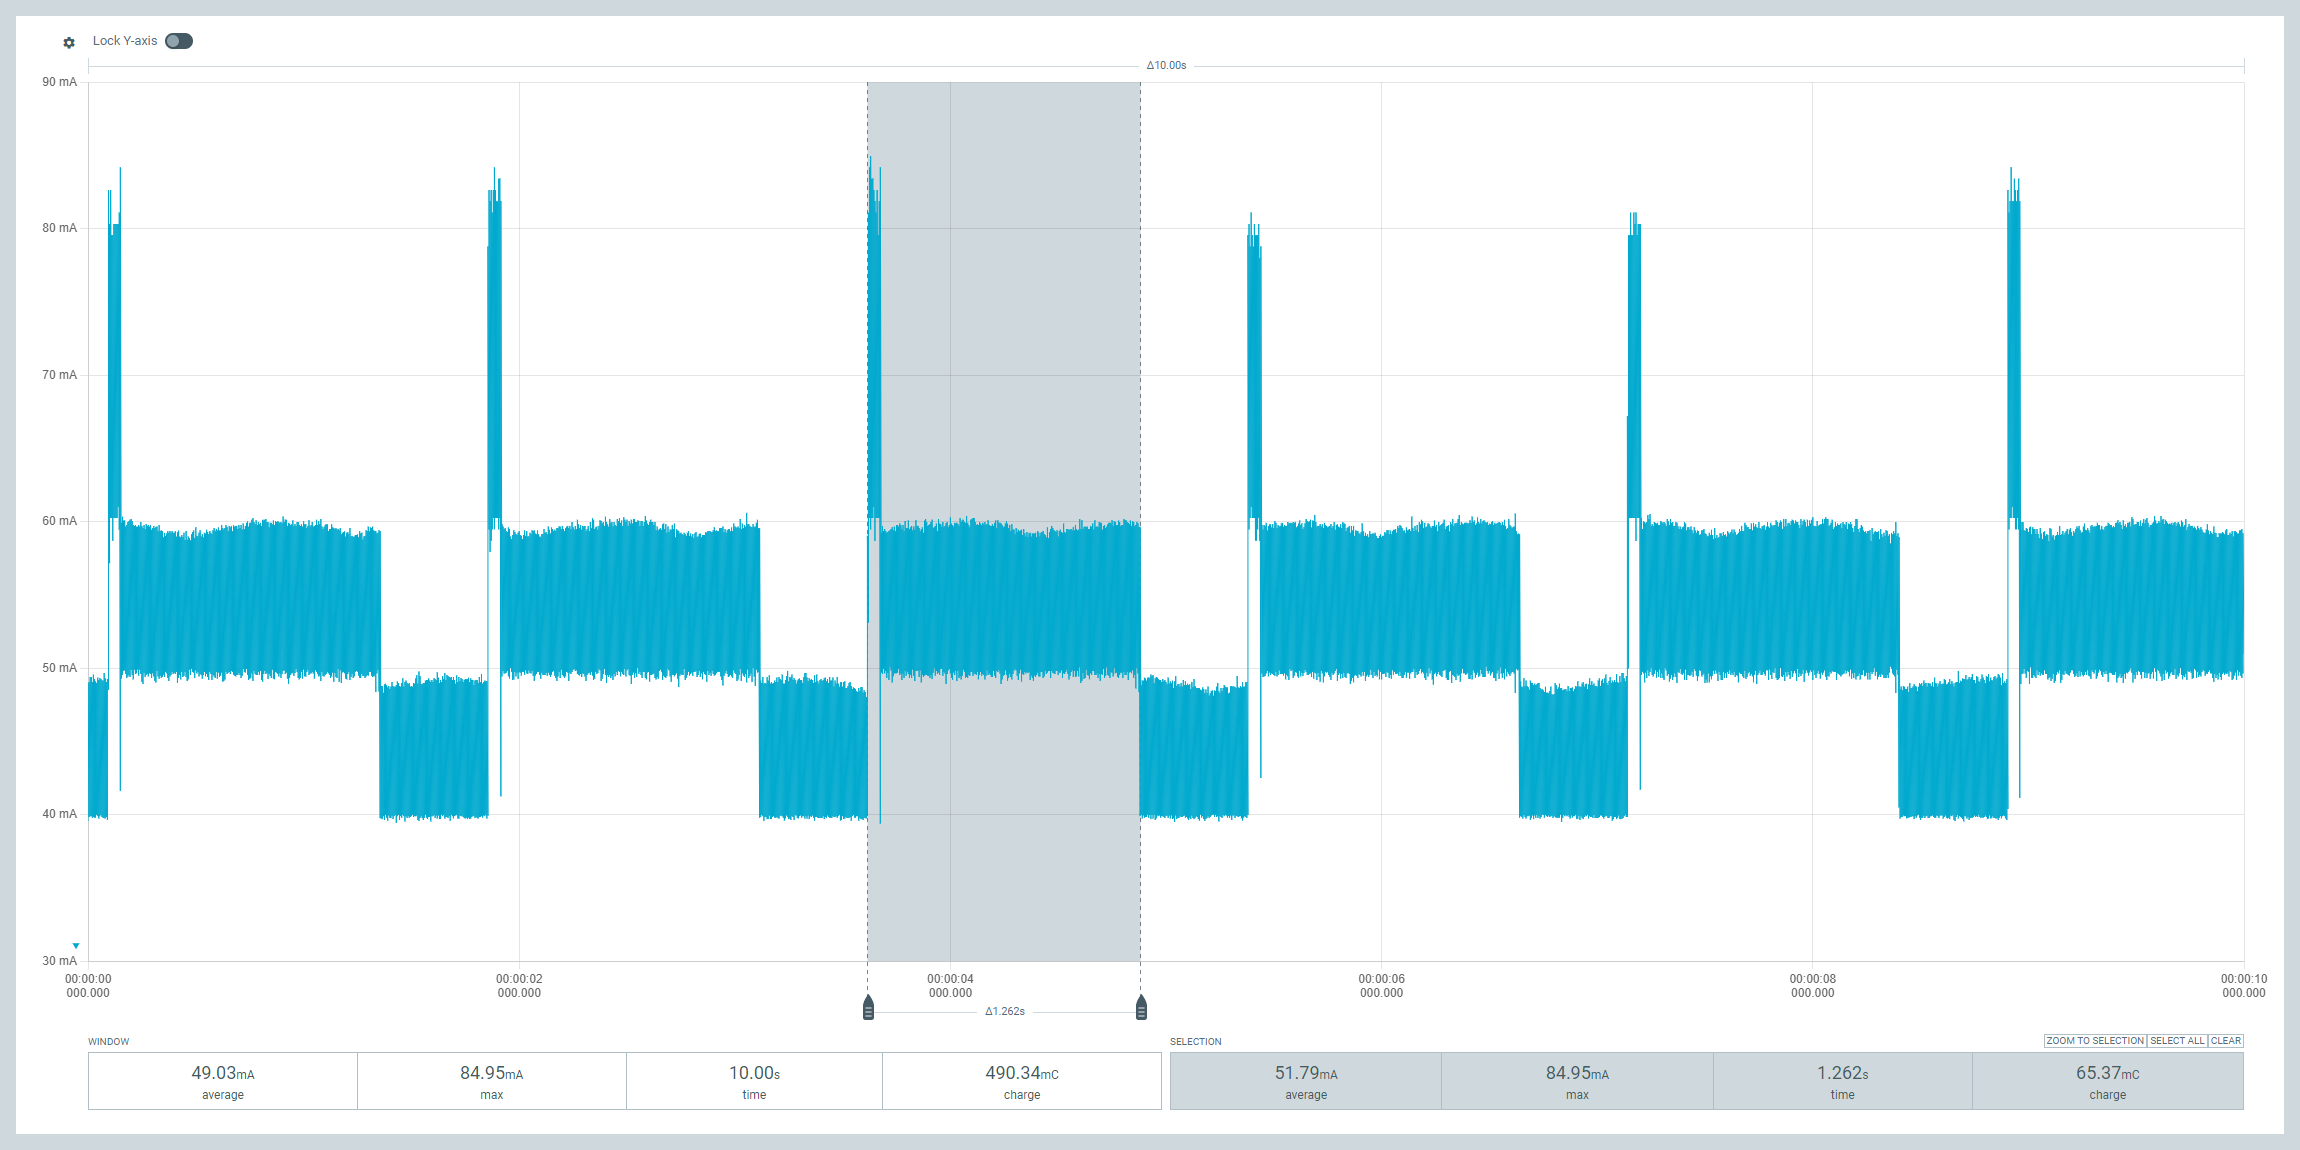 Lock Y-axis
Δ10.00s
90 mA
80 mA
70 mA
60 mA
50 mA
40 mA
30 mA
00:00:00 00:00:02 00:00:04 00:00:06 00:00:08 00:00:10
000.000 000.000 000.000 000.000 000.000 000.000
Δ1.262s
WINDOW
49.03mA 84.95mA 10.00s 490.34mC
average max time charge
SELECTION
ZOOM TO SELECTION SELECT ALL CLEAR
51.79mA 84.95mA 1.262s 65.37mC
average max time charge